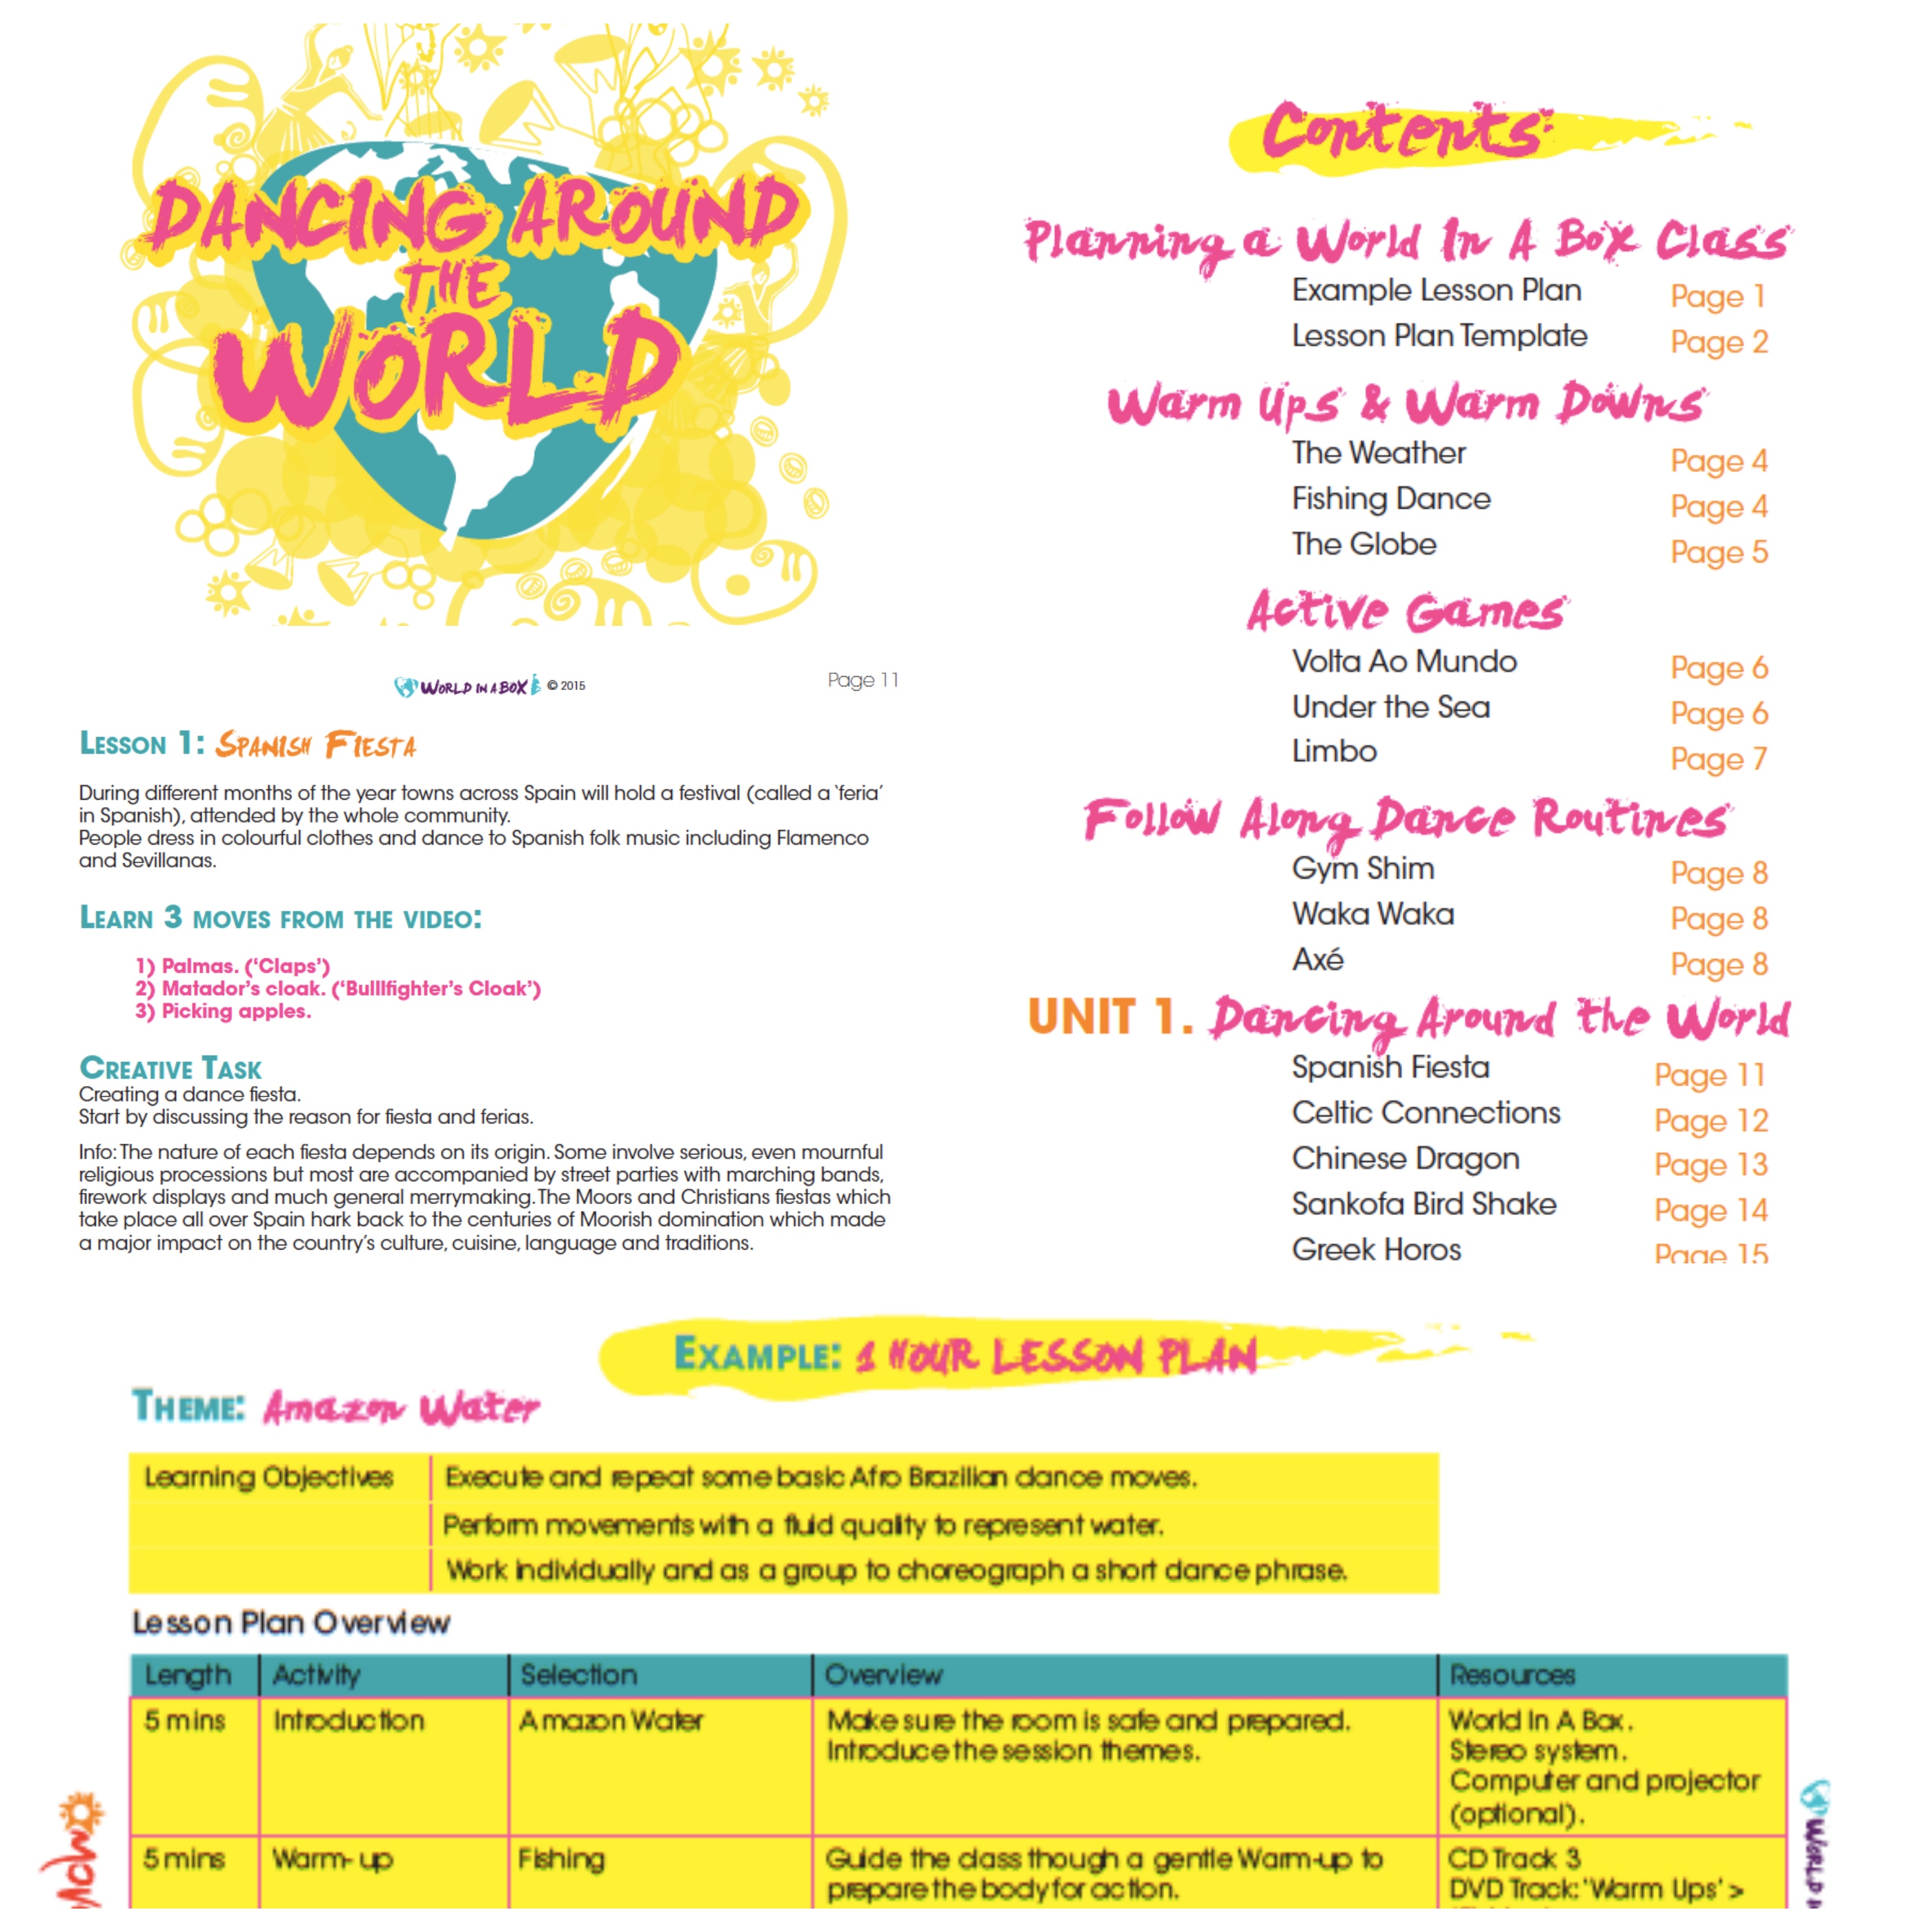 DANCING AROUND
THE
WORLD
WORLD IN A BOX © 2015
Page 11
LESSON 1: SPANISH FIESTA
During different months of the year towns across Spain will hold a festival (called a 'feria'
in Spanish), attended by the whole community.
People dress in colourful clothes and dance to Spanish folk music including Flamenco
and Sevillanas.
LEARN 3 MOVES FROM THE VIDEO:
1) Palmas. ('Claps')
2) Matador's cloak. ('Bulllfighter's Cloak')
3) Picking apples.
CREATIVE TASK
Creating a dance fiesta.
Start by discussing the reason for fiesta and ferias.
Info: The nature of each fiesta depends on its origin. Some involve serious, even mournful
religious processions but most are accompanied by street parties with marching bands,
firework displays and much general merrymaking. The Moors and Christians fiestas which
take place all over Spain hark back to the centuries of Moorish domination which made
a major impact on the country's culture, cuisine, language and traditions.
Contents:
Planning a World In A Box Class
Example Lesson Plan Page 1
Lesson Plan Template Page 2
Warm Ups & Warm Downs
The Weather Page 4
Fishing Dance Page 4
The Globe Page 5
Active Games
Volta Ao Mundo Page 6
Under the Sea Page 6
Limbo Page 7
Follow Along Dance Routines
Gym Shim Page 8
Waka Waka Page 8
Axé Page 8
UNIT 1. Dancing Around the World
Spanish Fiesta Page 11
Celtic Connections Page 12
Chinese Dragon Page 13
Sankofa Bird Shake Page 14
Greek Horos Page 15
EXAMPLE: 1 HOUR LESSON PLAN
THEME: Amazon Water
Learning Objectives Execute and repeat some basic Afro Brazilian dance moves.
Perform movements with a fluid quality to represent water.
Work individually and as a group to choreograph a short dance phrase.
Lesson Plan Overview
Length Activity Selection Overview Resources
5 mins Introduction Amazon Water Make sure the room is safe and prepared. World In A Box.
Introduce the session themes. Stereo system.
Computer and projector
(optional).
5 mins Warm-up Fishing Guide the class though a gentle Warm-up to CD Track 3
prepare the body for action. DVD Track: 'Warm Ups' >
WORLD